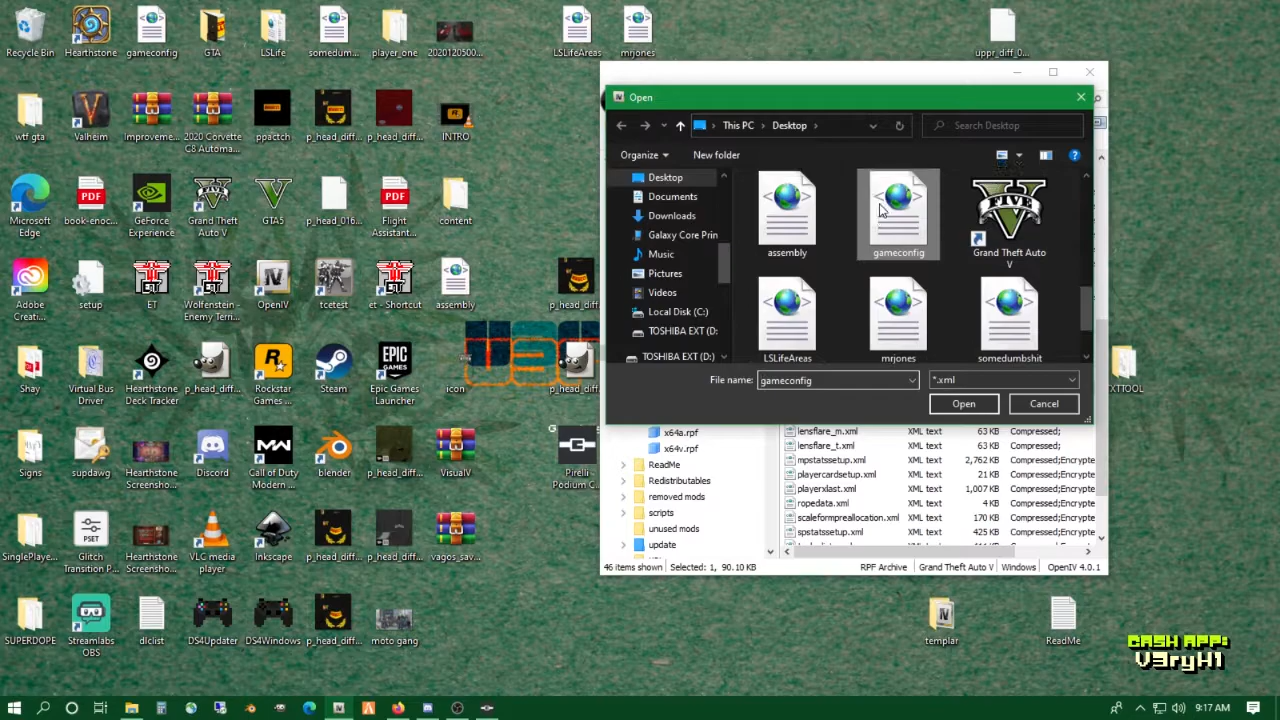 Recycle Bin
Hearthstone
gameconfig
GTA
LSLife
somedum...
player_one
2020120500...
LSLifeAreas
mrjones
uppr_diff_0...
wtf gta
Valheim
Improveme...
2020 Corvette
C8 Automa...
ppactch
p_head_diff...
p_head_diff...
INTRO
Microsoft
Edge
book-enoc...
GeForce
Experience
Grand Theft
Auto V
GTA5
p_head_016...
Flight
Assistant...
content
Adobe
Creati...
setup
ET
Wolfenstein -
Enemy Terri...
OpenIV
tcetest
et - Shortcut
assembly
p_head_diff...
Shay
Virtual Bus
Driver
Hearthstone
Deck Tracker
p_head_diff...
Rockstar
Games ...
Steam
Epic Games
Launcher
icon
p_head_diff...
Signs
supdawg
Hearthstone
Screensho...
Discord
Call of Duty
Modern ...
blender
p_head_diff...
VisualV
Pirelli
Podium C...
SinglePlaye...
Glitch
Transition P...
Hearthstone
Screensho...
VLC media
player
Inkscape
p_head_diff...
p_head_diff...
vagos_sav...
SUPERDOPE
Streamlabs
OBS
dlclist
DS4Updater
DS4Windows
p_head_diff...
moto gang
templar
ReadMe
Open
This PC
Desktop
Search Desktop
Organize
New folder
Desktop
Documents
Downloads
Galaxy Core Prin
Music
Pictures
Videos
Local Disk (C:)
TOSHIBA EXT (D:
TOSHIBA EXT (D:)
assembly
gameconfig
FIVE
Grand Theft Auto
V
LSLifeAreas
mrjones
somedumbshit
File name:
gameconfig
*.xml
Open
Cancel
x64a.rpf
x64v.rpf
ReadMe
Redistributables
removed mods
scripts
unused mods
update
lensflare_m.xml XML text 63 KB Compressed;
lensflare_t.xml XML text 63 KB Compressed;
mpstatssetup.xml XML text 2,762 KB Compressed;Encrypte
playercardsetup.xml XML text 21 KB Compressed;
playerxlast.xml XML text 1,007 KB Compressed;Encrypte
ropedata.xml XML text 4 KB Compressed;Encrypte
scaleformpreallocation.xml XML text 170 KB Compressed;Encrypte
spstatssetup.xml XML text 425 KB Compressed;Encrypte
46 items shown
Selected: 1, 90.10 KB
RPF Archive
Grand Theft Auto V
Windows
OpenIV 4.0.1
CASH APP:
V3ryH1
9:17 AM